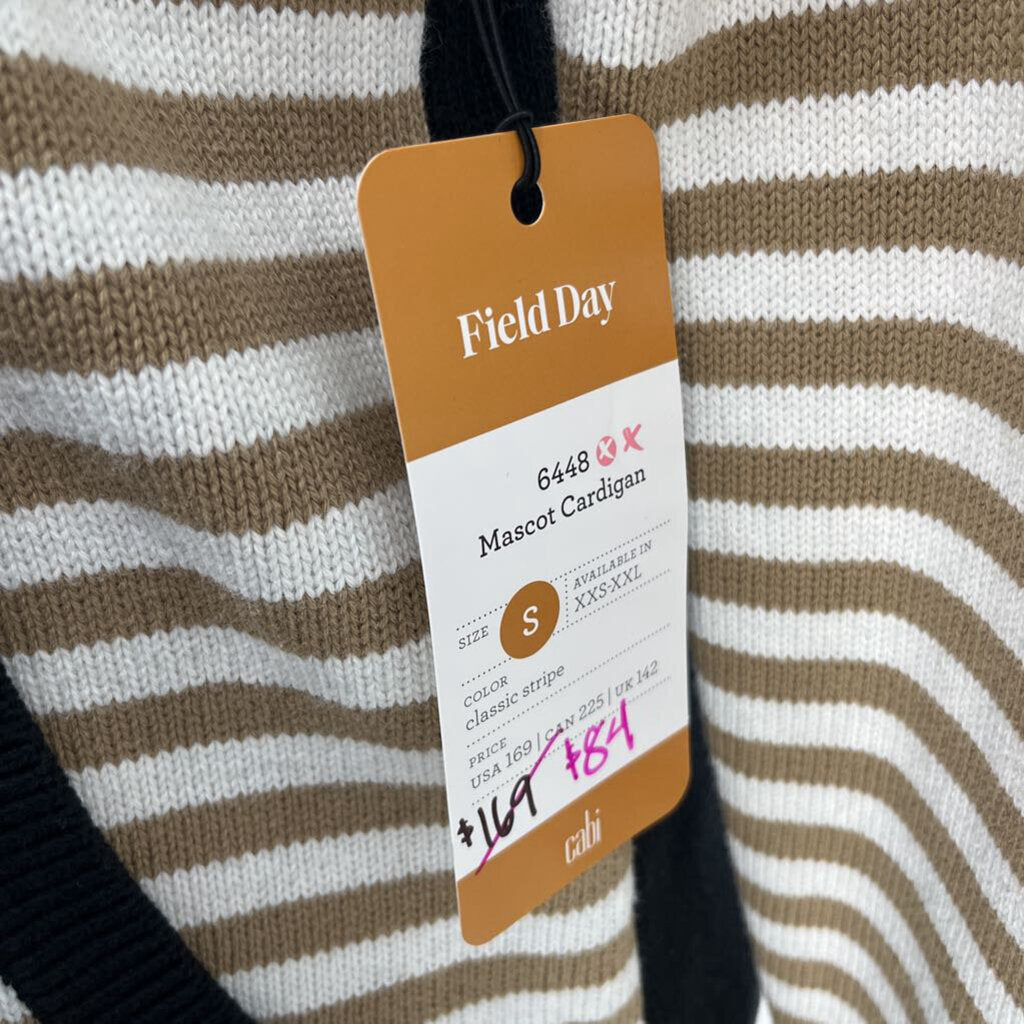 Field Day
6448 X X
Mascot Cardigan
SIZE S
AVAILABLE IN
XXS-XXL
COLOR
classic stripe
PRICE
USA 169 | CAN 225 | UK 142
$169 $84
cabi